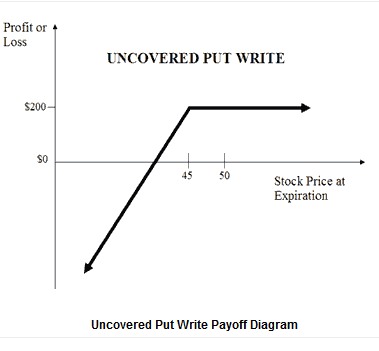 Profit or
Loss
UNCOVERED PUT WRITE
$200
$0
45 50
Stock Price at
Expiration
Uncovered Put Write Payoff Diagram